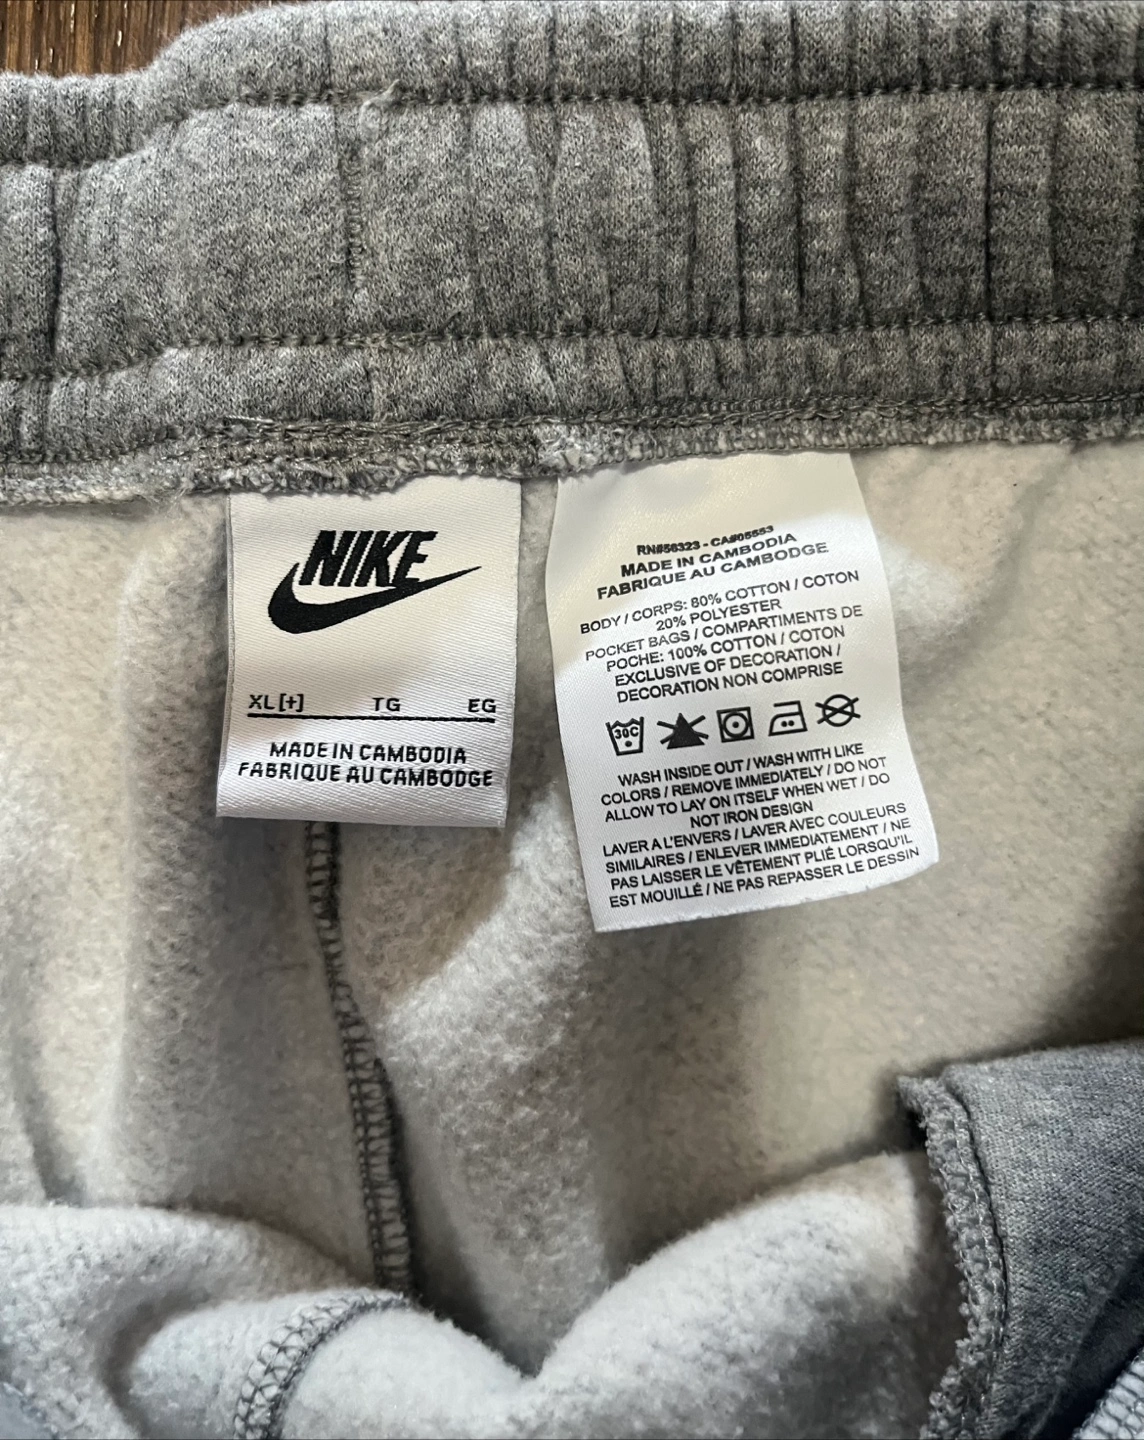 NIKE
XL [+] TG EG
MADE IN CAMBODIA
FABRIQUE AU CAMBODGE
RN#56323 - CA#05553
MADE IN CAMBODIA
FABRIQUE AU CAMBODGE
BODY / CORPS: 80% COTTON / COTON
20% POLYESTER
POCKET BAGS / COMPARTIMENTS DE
POCHE: 100% COTTON / COTON
EXCLUSIVE OF DECORATION /
DECORATION NON COMPRISE
30C
WASH INSIDE OUT / WASH WITH LIKE
COLORS / REMOVE IMMEDIATELY / DO NOT
ALLOW TO LAY ON ITSELF WHEN WET / DO
NOT IRON DESIGN
LAVER A L'ENVERS / LAVER AVEC COULEURS
SIMILAIRES / ENLEVER IMMEDIATEMENT / NE
PAS LAISSER LE VÊTEMENT PLIÉ LORSQU'IL
EST MOUILLÉ / NE PAS REPASSER LE DESSIN